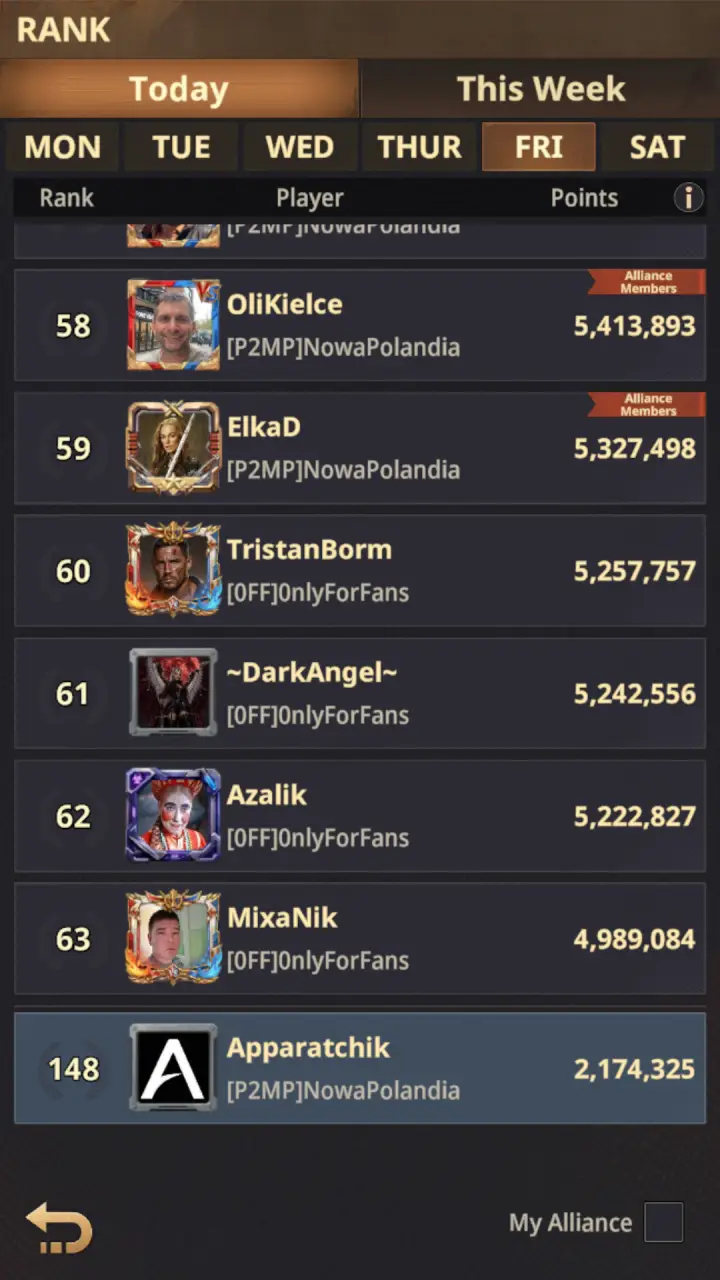 RANK
Today
This Week
MON
TUE
WED
THUR
FRI
SAT
Rank
Player
Points
[P2MP]NowaPolandia
58
OliKielce
[P2MP]NowaPolandia
Alliance
Members
5,413,893
59
ElkaD
[P2MP]NowaPolandia
Alliance
Members
5,327,498
60
TristanBorm
[0FF]0nlyForFans
5,257,757
61
~DarkAngel~
[0FF]0nlyForFans
5,242,556
62
Azalik
[0FF]0nlyForFans
5,222,827
63
MixaNik
[0FF]0nlyForFans
4,989,084
148
Apparatchik
[P2MP]NowaPolandia
2,174,325
My Alliance